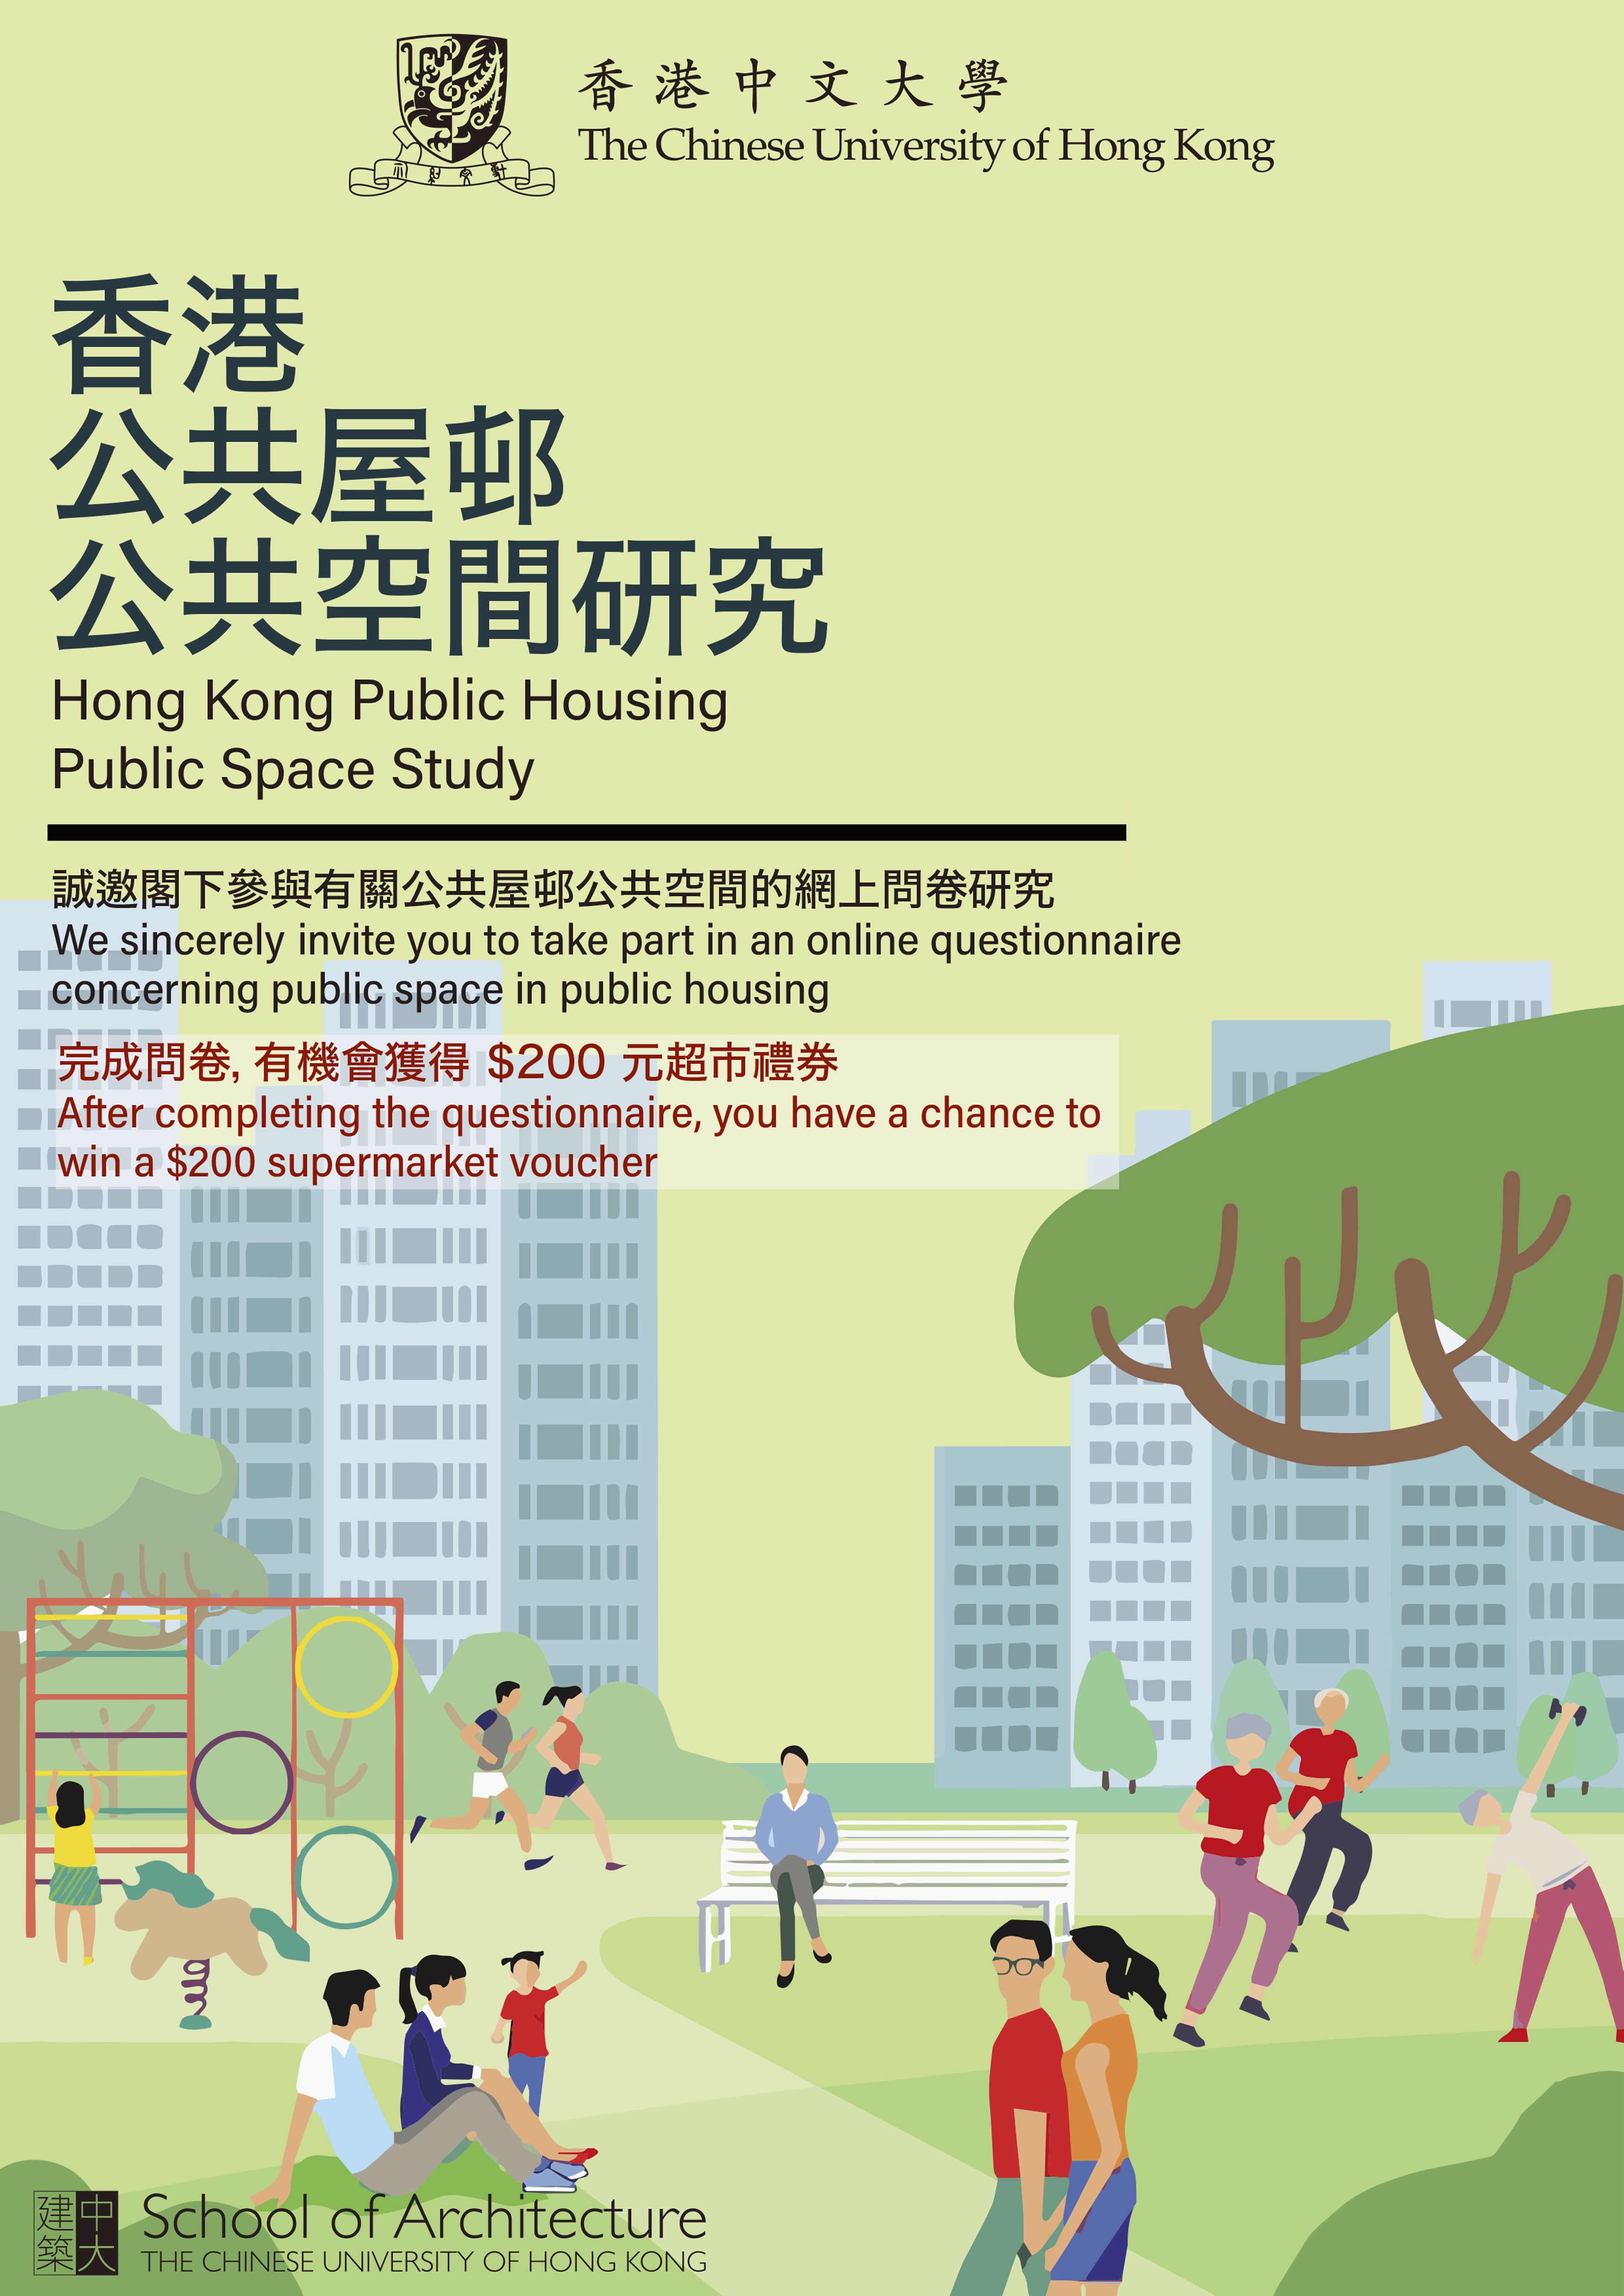 香港中文大學
The Chinese University of Hong Kong
香港
公共屋邨
公共空間研究
Hong Kong Public Housing
Public Space Study
誠邀閣下參與有關公共屋邨公共空間的網上問卷研究
We sincerely invite you to take part in an online questionnaire
concerning public space in public housing
完成問卷, 有機會獲得 $200 元超市禮券
After completing the questionnaire, you have a chance to
win a $200 supermarket voucher
中大
建築
School of Architecture
THE CHINESE UNIVERSITY OF HONG KONG